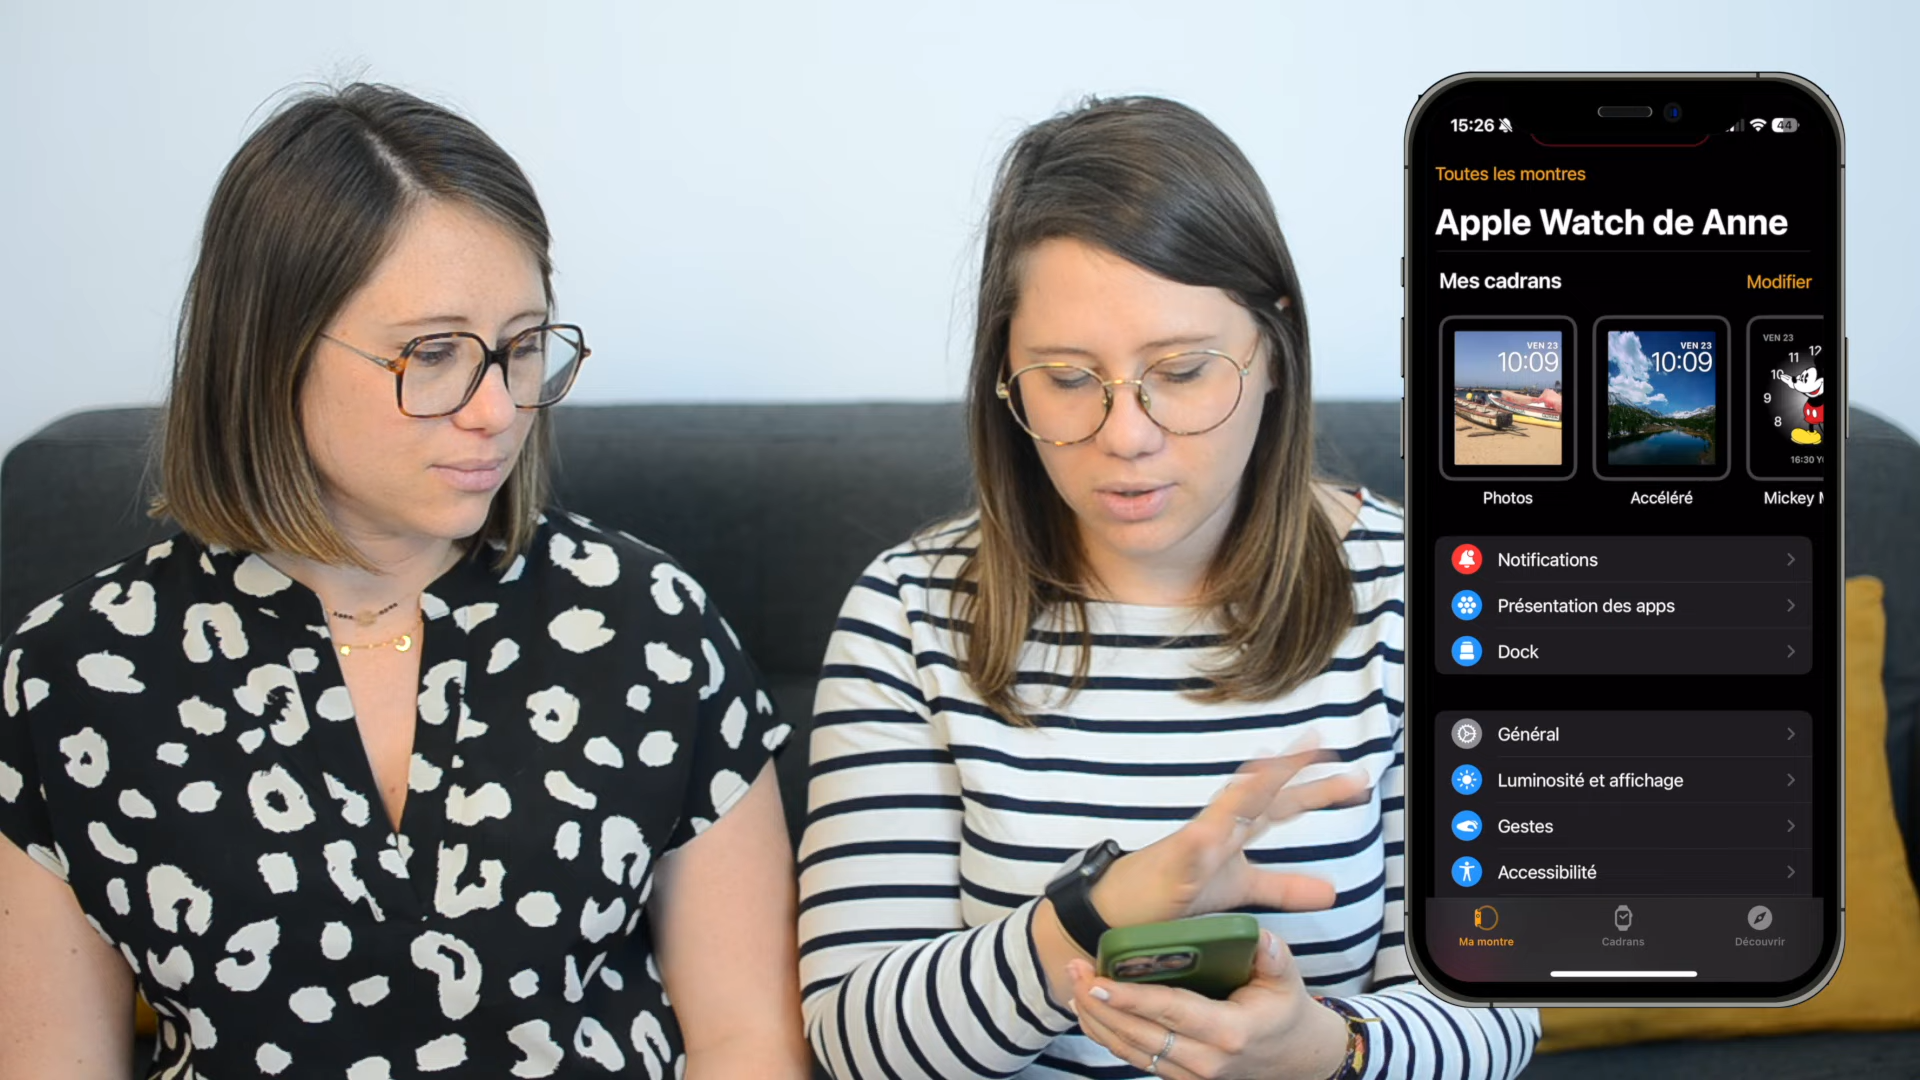 15:26
44
Toutes les montres
Apple Watch de Anne
Mes cadrans
Modifier
VEN 23
10:09
VEN 23
10:09
VEN 23
11 12
10
9
8
16:30
Photos
Accéléré
Mickey
Notifications
Présentation des apps
Dock
Général
Luminosité et affichage
Gestes
Accessibilité
Ma montre
Cadrans
Découvrir